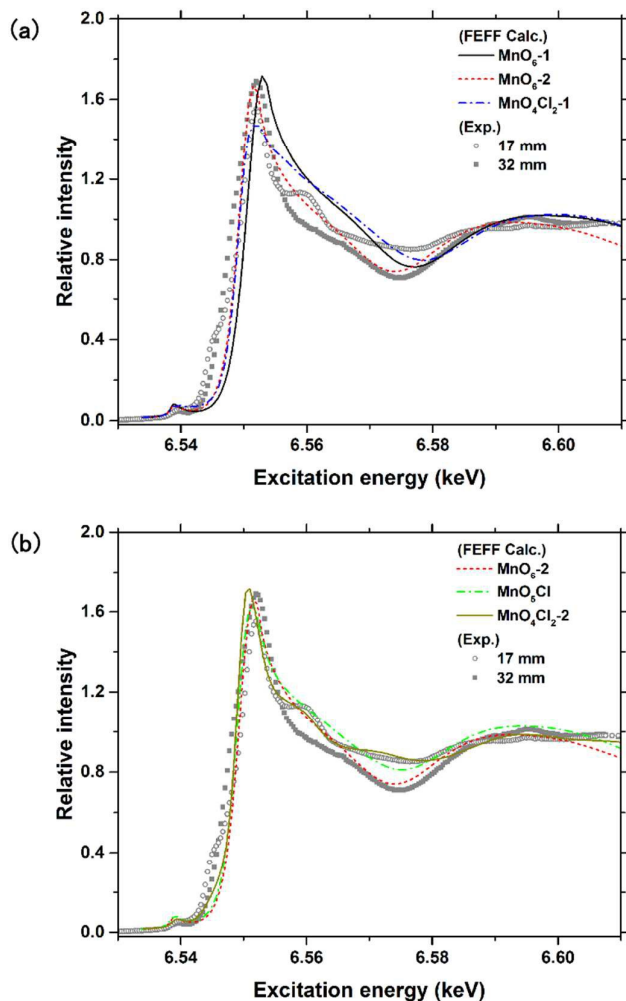 (a)
2.0
1.6
1.2
0.8
0.4
0.0
Relative intensity
(FEFF Calc.)
MnO₆-1
MnO₆-2
MnO₄Cl₂-1
(Exp.)
17 mm
32 mm
6.54 6.56 6.58 6.60
Excitation energy (keV)
(b)
2.0
1.6
1.2
0.8
0.4
0.0
Relative intensity
(FEFF Calc.)
MnO₆-2
MnO₅Cl
MnO₄Cl₂-2
(Exp.)
17 mm
32 mm
6.54 6.56 6.58 6.60
Excitation energy (keV)